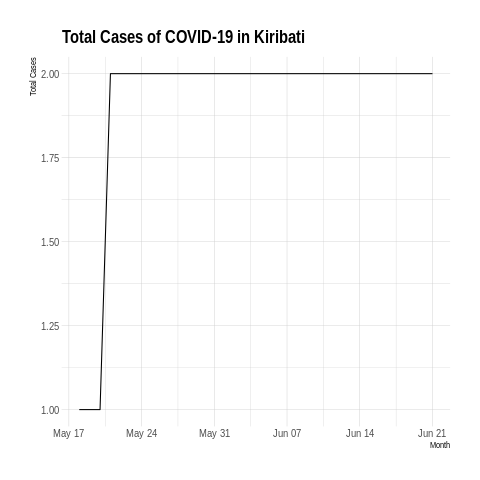 Total Cases of COVID-19 in Kiribati
Total Cases
2.00
1.75
1.50
1.25
1.00
May 17 May 24 May 31 Jun 07 Jun 14 Jun 21
Month